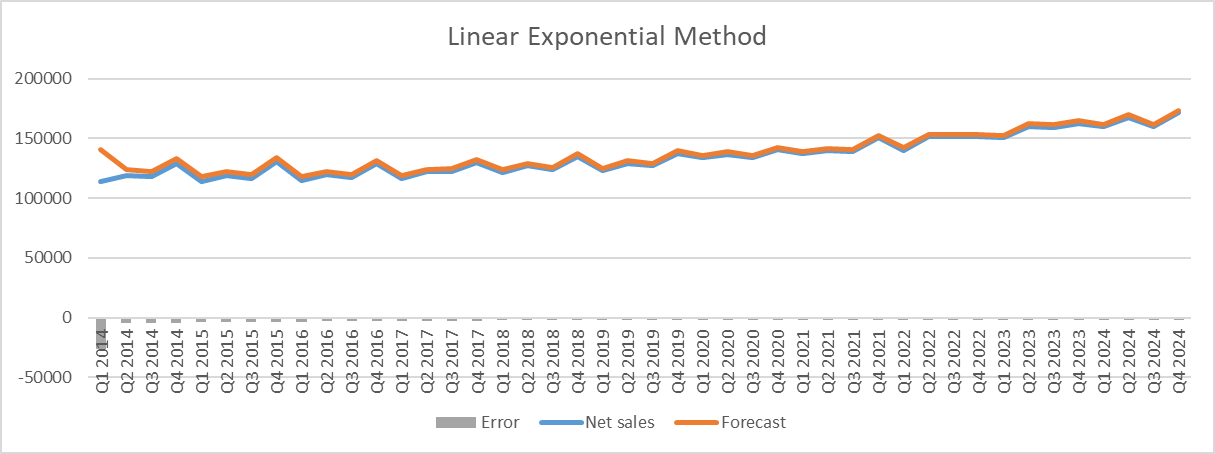 Linear Exponential Method
200000
150000
100000
50000
0
-50000
Q1 2014
Q2 2014
Q3 2014
Q4 2014
Q1 2015
Q2 2015
Q3 2015
Q4 2015
Q1 2016
Q2 2016
Q3 2016
Q4 2016
Q1 2017
Q2 2017
Q3 2017
Q4 2017
Q1 2018
Q2 2018
Q3 2018
Q4 2018
Q1 2019
Q2 2019
Q3 2019
Q4 2019
Q1 2020
Q2 2020
Q3 2020
Q4 2020
Q1 2021
Q2 2021
Q3 2021
Q4 2021
Q1 2022
Q2 2022
Q3 2022
Q4 2022
Q1 2023
Q2 2023
Q3 2023
Q4 2023
Q1 2024
Q2 2024
Q3 2024
Q4 2024
Error Net sales Forecast